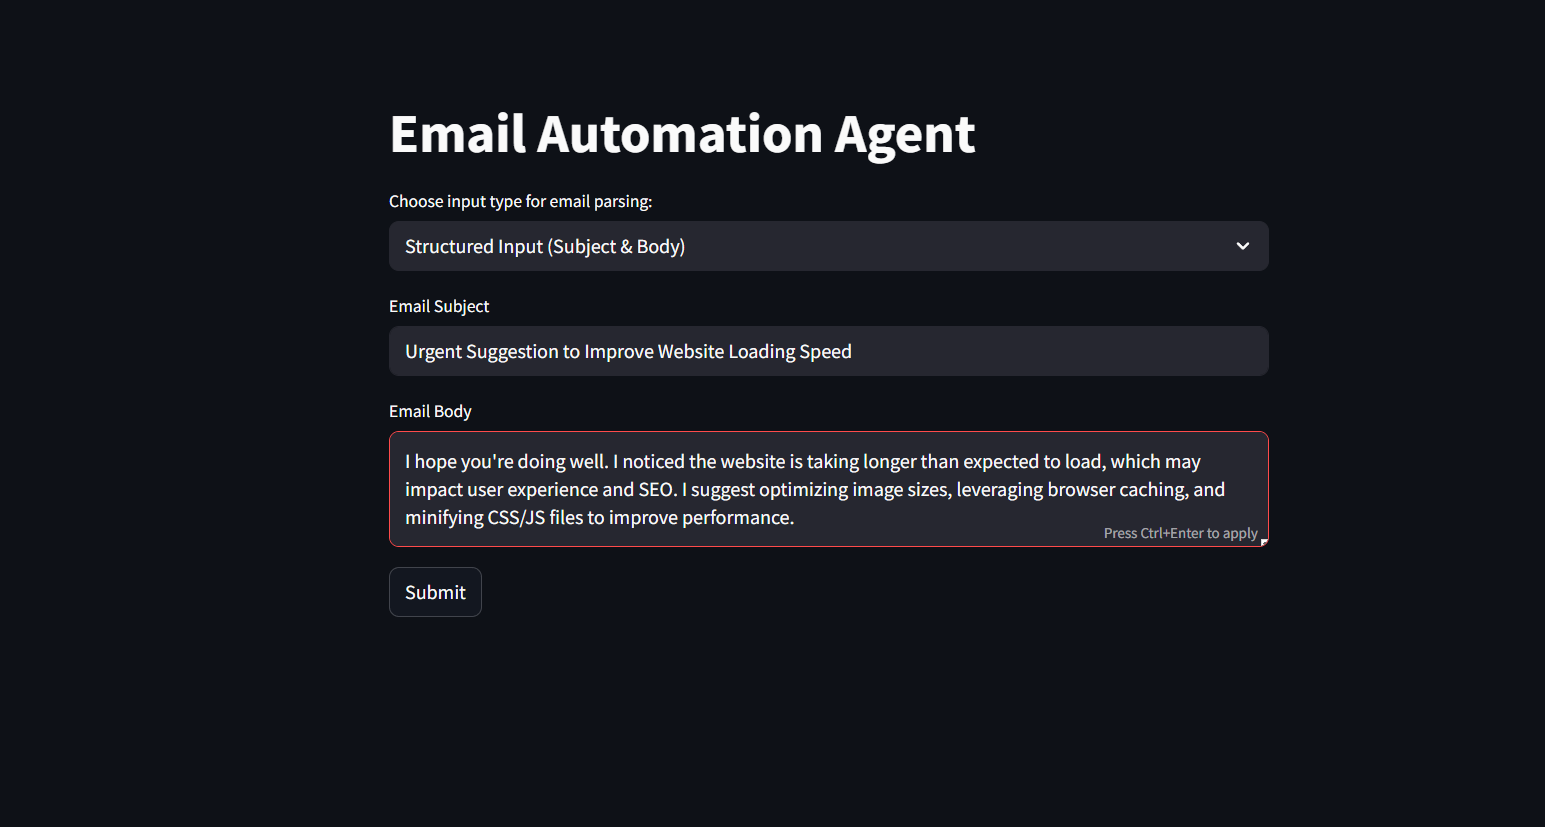 Email Automation Agent
Choose input type for email parsing:
Structured Input (Subject & Body)
Email Subject
Urgent Suggestion to Improve Website Loading Speed
Email Body
I hope you're doing well. I noticed the website is taking longer than expected to load, which may
impact user experience and SEO. I suggest optimizing image sizes, leveraging browser caching, and
minifying CSS/JS files to improve performance.
Press Ctrl+Enter to apply
Submit